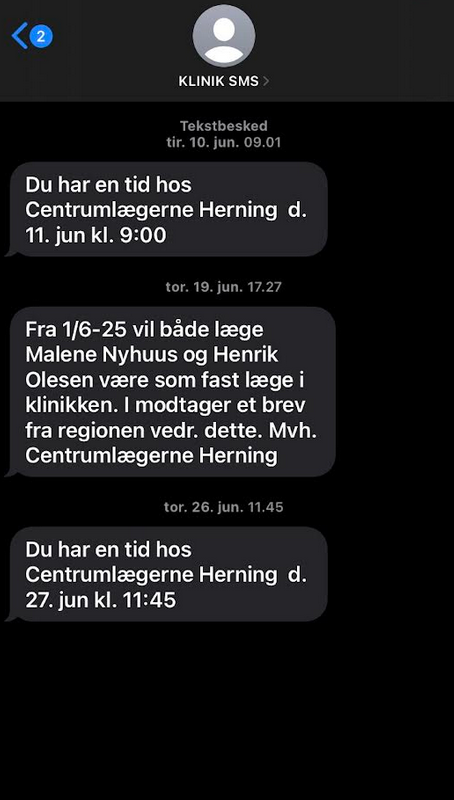 2
KLINIK SMS
Tekstbesked
tir. 10. jun. 09.01
Du har en tid hos
Centrumlægerne Herning d.
11. jun kl. 9:00
tor. 19. jun. 17.27
Fra 1/6-25 vil både læge
Malene Nyhuus og Henrik
Olesen være som fast læge i
klinikken. I modtager et brev
fra regionen vedr. dette. Mvh.
Centrumlægerne Herning
tor. 26. jun. 11.45
Du har en tid hos
Centrumlægerne Herning d.
27. jun kl. 11:45